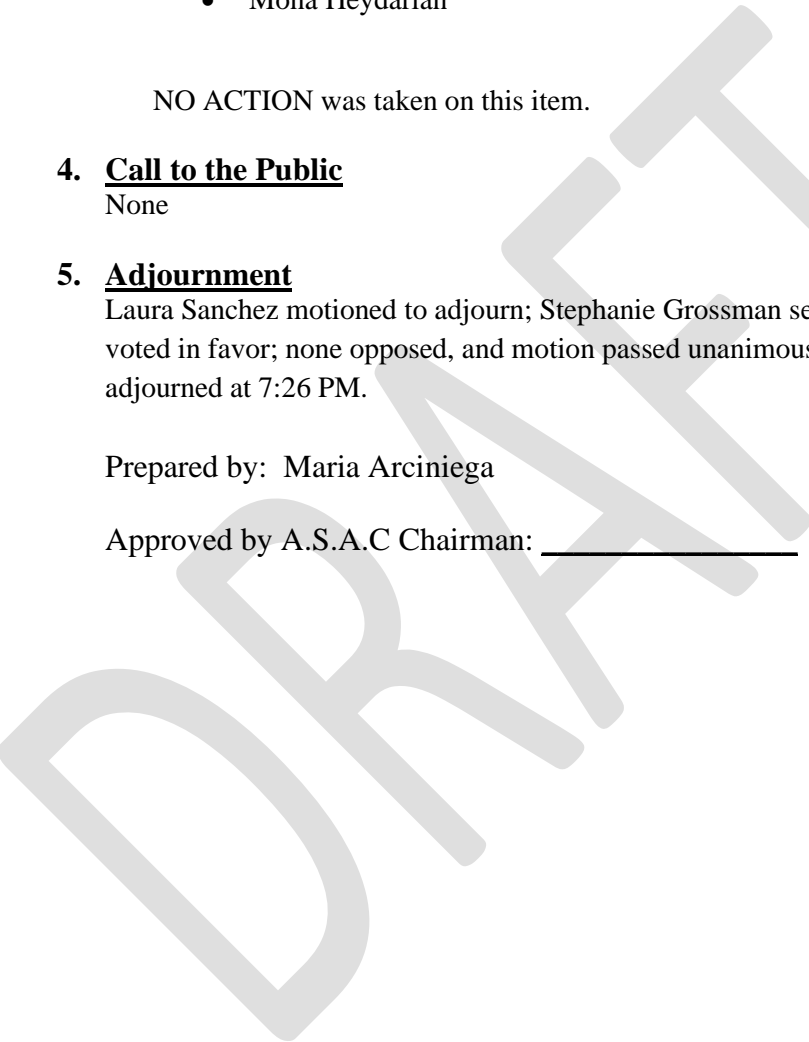 • Mona Heydarian
NO ACTION was taken on this item.
4. Call to the Public
None
5. Adjournment
Laura Sanchez motioned to adjourn; Stephanie Grossman se
voted in favor; none opposed, and motion passed unanimous
adjourned at 7:26 PM.
Prepared by: Maria Arciniega
Approved by A.S.A.C Chairman: ________________
DRAFT